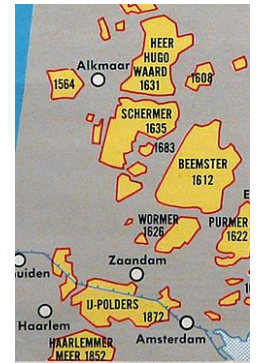 HEER
HUGO
WAARD
1631
Alkmaar
1564
1608
SCHERMER
1635
1683
BEEMSTER
1612
E
WORMER
1626
PURMER
1622
Zaandam
uiden
IJ-POLDERS
1872
Haarlem
Amsterdam
HAARLEMMER
MEER 1852